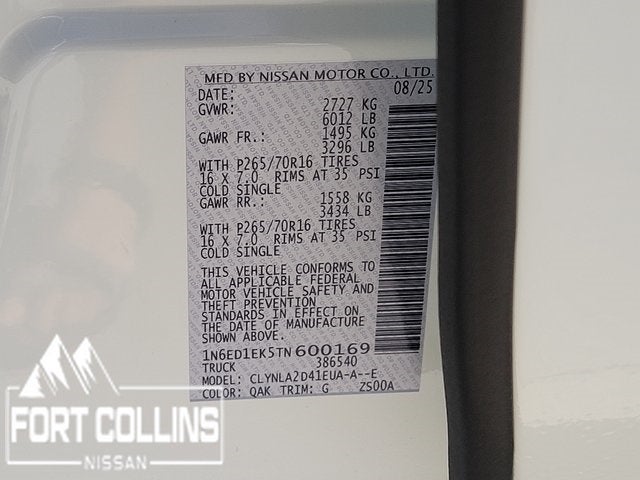 MFD BY NISSAN MOTOR CO., LTD.
DATE: 08/25
GVWR: 2727 KG
6012 LB
GAWR FR.: 1495 KG
3296 LB
WITH P265/70R16 TIRES
16 X 7.0 RIMS AT 35 PSI
COLD SINGLE
GAWR RR.: 1558 KG
3434 LB
WITH P265/70R16 TIRES
16 X 7.0 RIMS AT 35 PSI
COLD SINGLE
THIS VEHICLE CONFORMS TO
ALL APPLICABLE FEDERAL
MOTOR VEHICLE SAFETY AND
THEFT PREVENTION
STANDARDS IN EFFECT ON
THE DATE OF MANUFACTURE
SHOWN ABOVE.
1N6ED1EK5TN600169
TRUCK 386540
MODEL: CLYNLA2D41EUA-A--E
COLOR: QAK TRIM: G ZS00A
FORT COLLINS
NISSAN